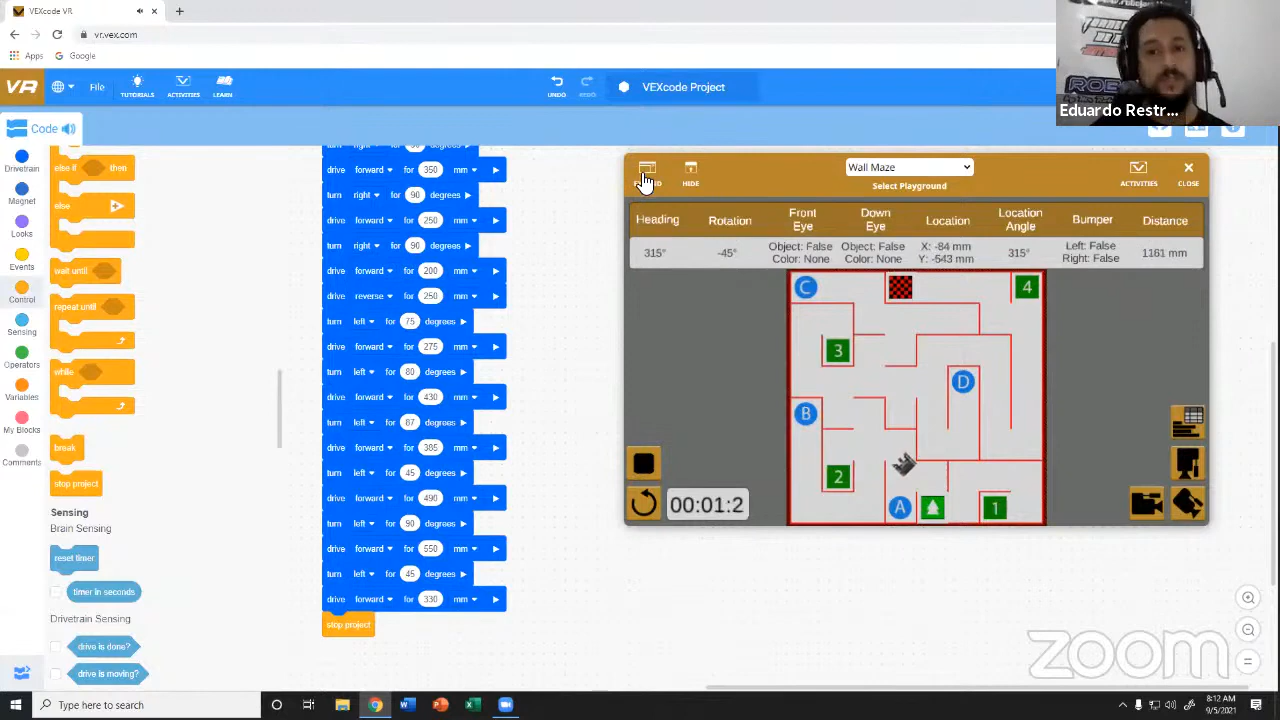 VEXcode VR
vr.vex.com
Apps
Google
VR
File
TUTORIALS
ACTIVITIES
LEARN
UNDO
REDO
VEXcode Project
Eduardo Restr...
Code
Drivetrain
Magnet
Looks
Events
Control
Sensing
Operators
Variables
My Blocks
Comments
else if then
else
wait until
repeat until
while
break
stop project
Sensing
Brain Sensing
reset timer
timer in seconds
Drivetrain Sensing
drive is done?
drive is moving?
drive forward for 350 mm
turn right for 90 degrees
drive forward for 250 mm
turn right for 90 degrees
drive forward for 200 mm
drive reverse for 250 mm
turn left for 75 degrees
drive forward for 275 mm
turn left for 80 degrees
drive forward for 430 mm
turn left for 87 degrees
drive forward for 385 mm
turn left for 45 degrees
drive forward for 490 mm
turn left for 90 degrees
drive forward for 550 mm
turn left for 45 degrees
drive forward for 330 mm
stop project
HIDE
Wall Maze
Select Playground
ACTIVITIES
CLOSE
Heading Rotation Front Eye Down Eye Location Location Angle Bumper Distance
315° -45° Object: False Object: False X: -84 mm 315° Left: False 1161 mm
Color: None Color: None Y: -543 mm Right: False
C
4
3
D
B
2
A
1
00:01:2
zoom
Type here to search
8:12 AM
9/5/2021